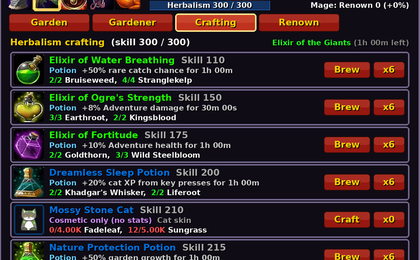 Herbalism 300 / 300
Mage: Renown 0 (+0%)
Garden Gardener Crafting Renown
Herbalism crafting (skill 300 / 300) Elixir of the Giants (1h 00m left)
Elixir of Water Breathing Skill 110
Potion +50% rare catch chance for 1h 00m
2/2 Bruiseweed, 4/4 Stranglekelp
Brew x6
Elixir of Ogre's Strength Skill 150
Potion +8% Adventure damage for 30m 00s
3/3 Earthroot, 2/2 Kingsblood
Brew x6
Elixir of Fortitude Skill 175
Potion +10% Adventure health for 1h 00m
2/2 Goldthorn, 3/3 Wild Steelbloom
Brew x6
Dreamless Sleep Potion Skill 200
Potion +20% cat XP from key presses for 1h 00m
2/2 Khadgar's Whisker, 2/2 Liferoot
Brew x6
Mossy Stone Cat Skill 210
Cosmetic only (no stats) Cat skin
0/4.00K Fadeleaf, 12/5.00K Sungrass
Craft x0
Nature Protection Potion Skill 215
Potion +50% garden growth for 1h 00m
Brew x6